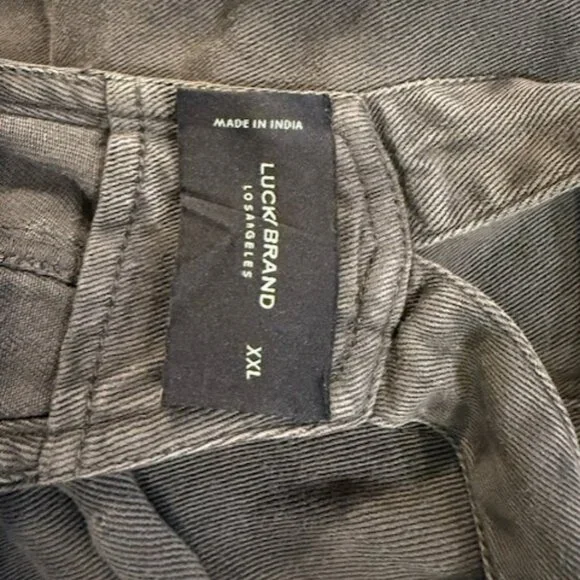 MADE IN INDIA
LUCKY BRAND
LOS ANGELES
XXL